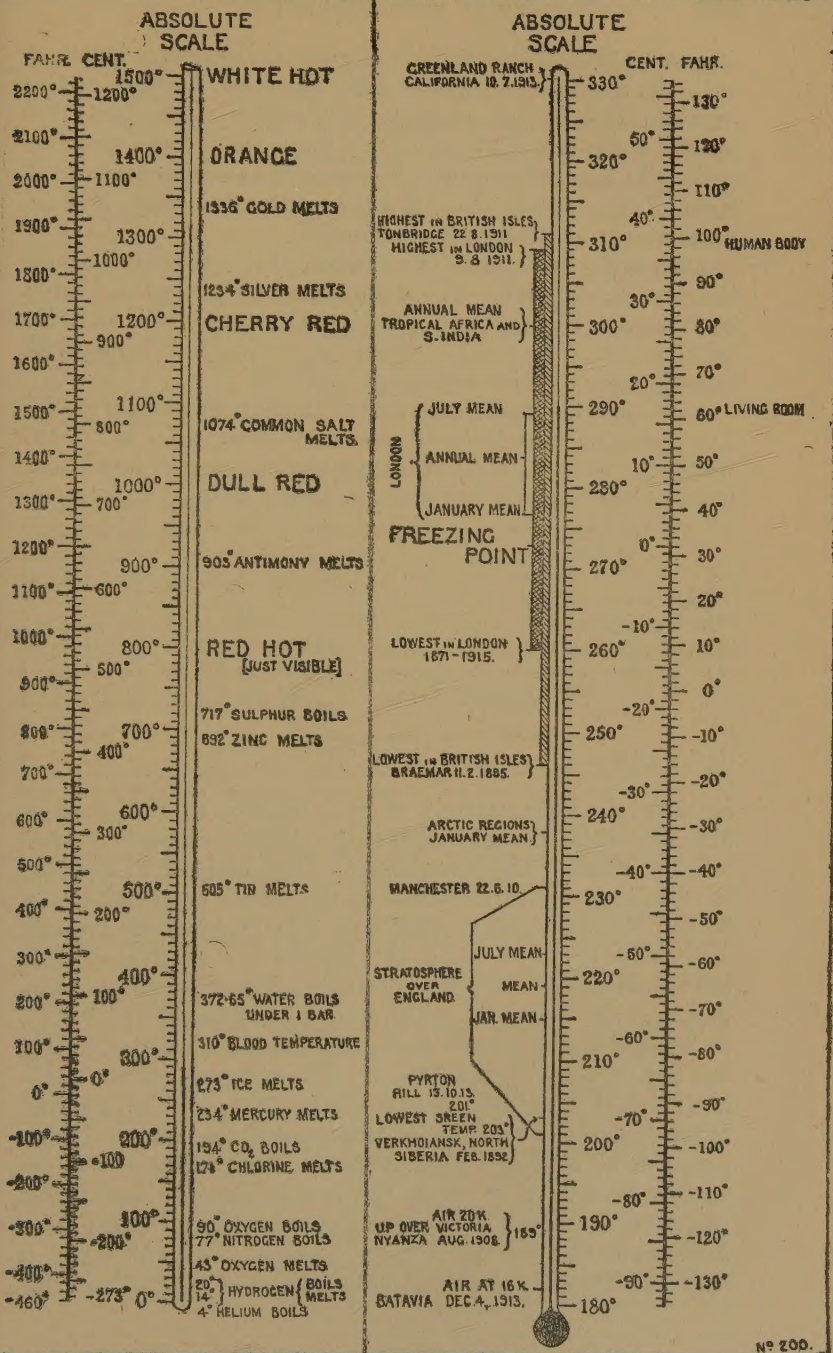 ABSOLUTE
SCALE
FAHR. CENT.
1500° WHITE HOT
2200° 1200°
2100°
1400° ORANGE
2000° 1100°
1336° GOLD MELTS
1900°
1300°
1000°
1800°
1234° SILVER MELTS
1700° 1200° CHERRY RED
900°
1600°
1100°
1500°
800° 1074° COMMON SALT
MELTS.
1400°
1000° DULL RED
1300° 700°
1200°
900° 903° ANTIMONY MELTS
1100° 600°
1000°
800° RED HOT
[JUST VISIBLE]
500°
900°
717° SULPHUR BOILS
800° 700°
692° ZINC MELTS
400°
700°
600° 600°
300°
500°
500° 505° TIN MELTS
400° 200°
300°
400°
200° 100° 372·65° WATER BOILS
UNDER 1 BAR.
100° 310° BLOOD TEMPERATURE
300°
0° 0° 273° ICE MELTS
234° MERCURY MELTS
-100° 200° 194° CO₂ BOILS
-100 171° CHLORINE MELTS
-200°
-300° 100° 90° OXYGEN BOILS
-200° 77° NITROGEN BOILS
-400° 43° OXYGEN MELTS
20° HYDROGEN BOILS
14° MELTS
-460° -273° 0°
4° HELIUM BOILS
ABSOLUTE
SCALE
CENT. FAHR.
GREENLAND RANCH
CALIFORNIA 10.7.1913. 330°
130°
50° 120°
320°
110°
40°
HIGHEST IN BRITISH ISLES
TONBRIDGE 22 8.1911
310° 100° HUMAN BODY
HIGHEST IN LONDON
9. 8 1911.
90°
30°
ANNUAL MEAN
TROPICAL AFRICA AND
S. INDIA
300° 80°
70°
20°
JULY MEAN 290° 60° LIVING ROOM
LONDON
ANNUAL MEAN 10° 50°
280°
JANUARY MEAN 40°
FREEZING
POINT
0° 30°
270°
20°
-10°
LOWEST IN LONDON
1871-1915.
260° 10°
0°
-20°
250° -10°
LOWEST IN BRITISH ISLES
BRAEMAR 11.2.1895.
-20°
-30°
240°
ARCTIC REGIONS
JANUARY MEAN.
-30°
-40° -40°
MANCHESTER 22.6.10.
230°
-50°
JULY MEAN -50°
-60°
STRATOSPHERE
OVER
ENGLAND.
220°
MEAN
-70°
JAN. MEAN
-60°
-80°
210°
PYRTON
HILL 13.10.13.
201°
-90°
LOWEST SREEN
TEMP. 203°
-70°
VERKHOIANSK, NORTH
SIBERIA FEB. 1892
200° -100°
-80° -110°
AIR 20 K.
UP OVER VICTORIA
NYANZA AUG. 1908.
189° 190°
-120°
AIR AT 16 K.
BATAVIA DEC. 4, 1913.
-90° -130°
180°
Nº 200.